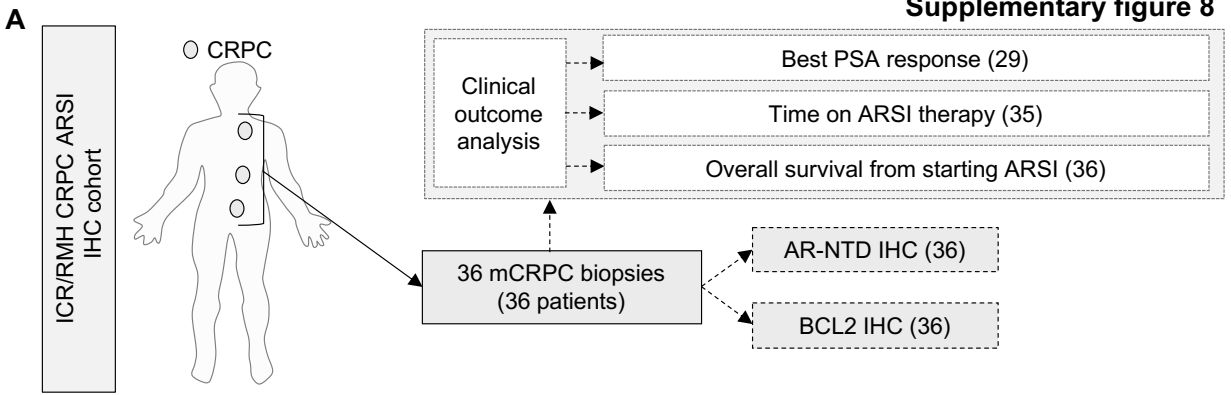 Supplementary figure 8
A
ICR/RMH CRPC ARSI
IHC cohort
CRPC
Clinical
outcome
analysis
Best PSA response (29)
Time on ARSI therapy (35)
Overall survival from starting ARSI (36)
36 mCRPC biopsies
(36 patients)
AR-NTD IHC (36)
BCL2 IHC (36)